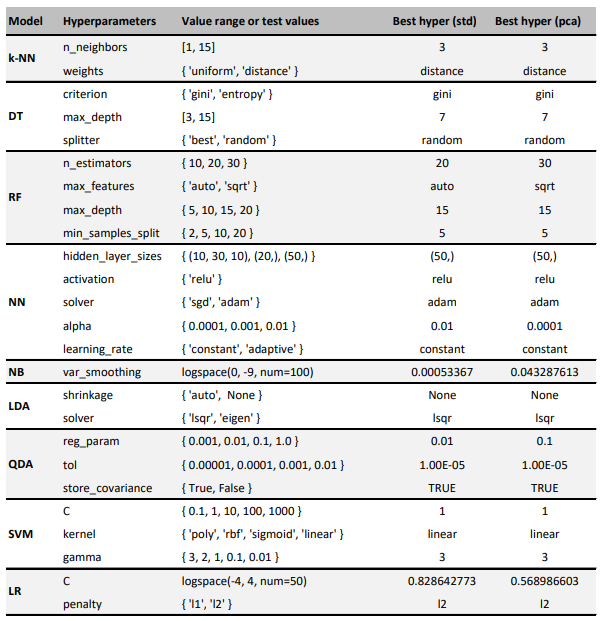 Model Hyperparameters Value range or test values Best hyper (std) Best hyper (pca)
k-NN n_neighbors [1, 15] 3 3
weights { 'uniform', 'distance' } distance distance
DT criterion { 'gini', 'entropy' } gini gini
max_depth [3, 15] 7 7
splitter { 'best', 'random' } random random
RF n_estimators { 10, 20, 30 } 20 30
max_features { 'auto', 'sqrt' } auto sqrt
max_depth { 5, 10, 15, 20 } 15 15
min_samples_split { 2, 5, 10, 20 } 5 5
NN hidden_layer_sizes { (10, 30, 10), (20,), (50,) } (50,) (50,)
activation { 'relu' } relu relu
solver { 'sgd', 'adam' } adam adam
alpha { 0.0001, 0.001, 0.01 } 0.01 0.0001
learning_rate { 'constant', 'adaptive' } constant constant
NB var_smoothing logspace(0, -9, num=100) 0.00053367 0.043287613
LDA shrinkage { 'auto', None } None None
solver { 'lsqr', 'eigen' } lsqr lsqr
QDA reg_param { 0.001, 0.01, 0.1, 1.0 } 0.01 0.1
tol { 0.00001, 0.0001, 0.001, 0.01 } 1.00E-05 1.00E-05
store_covariance { True, False } TRUE TRUE
SVM C { 0.1, 1, 10, 100, 1000 } 1 1
kernel { 'poly', 'rbf', 'sigmoid', 'linear' } linear linear
gamma { 3, 2, 1, 0.1, 0.01 } 3 3
LR C logspace(-4, 4, num=50) 0.828642773 0.568986603
penalty { 'l1', 'l2' } l2 l2